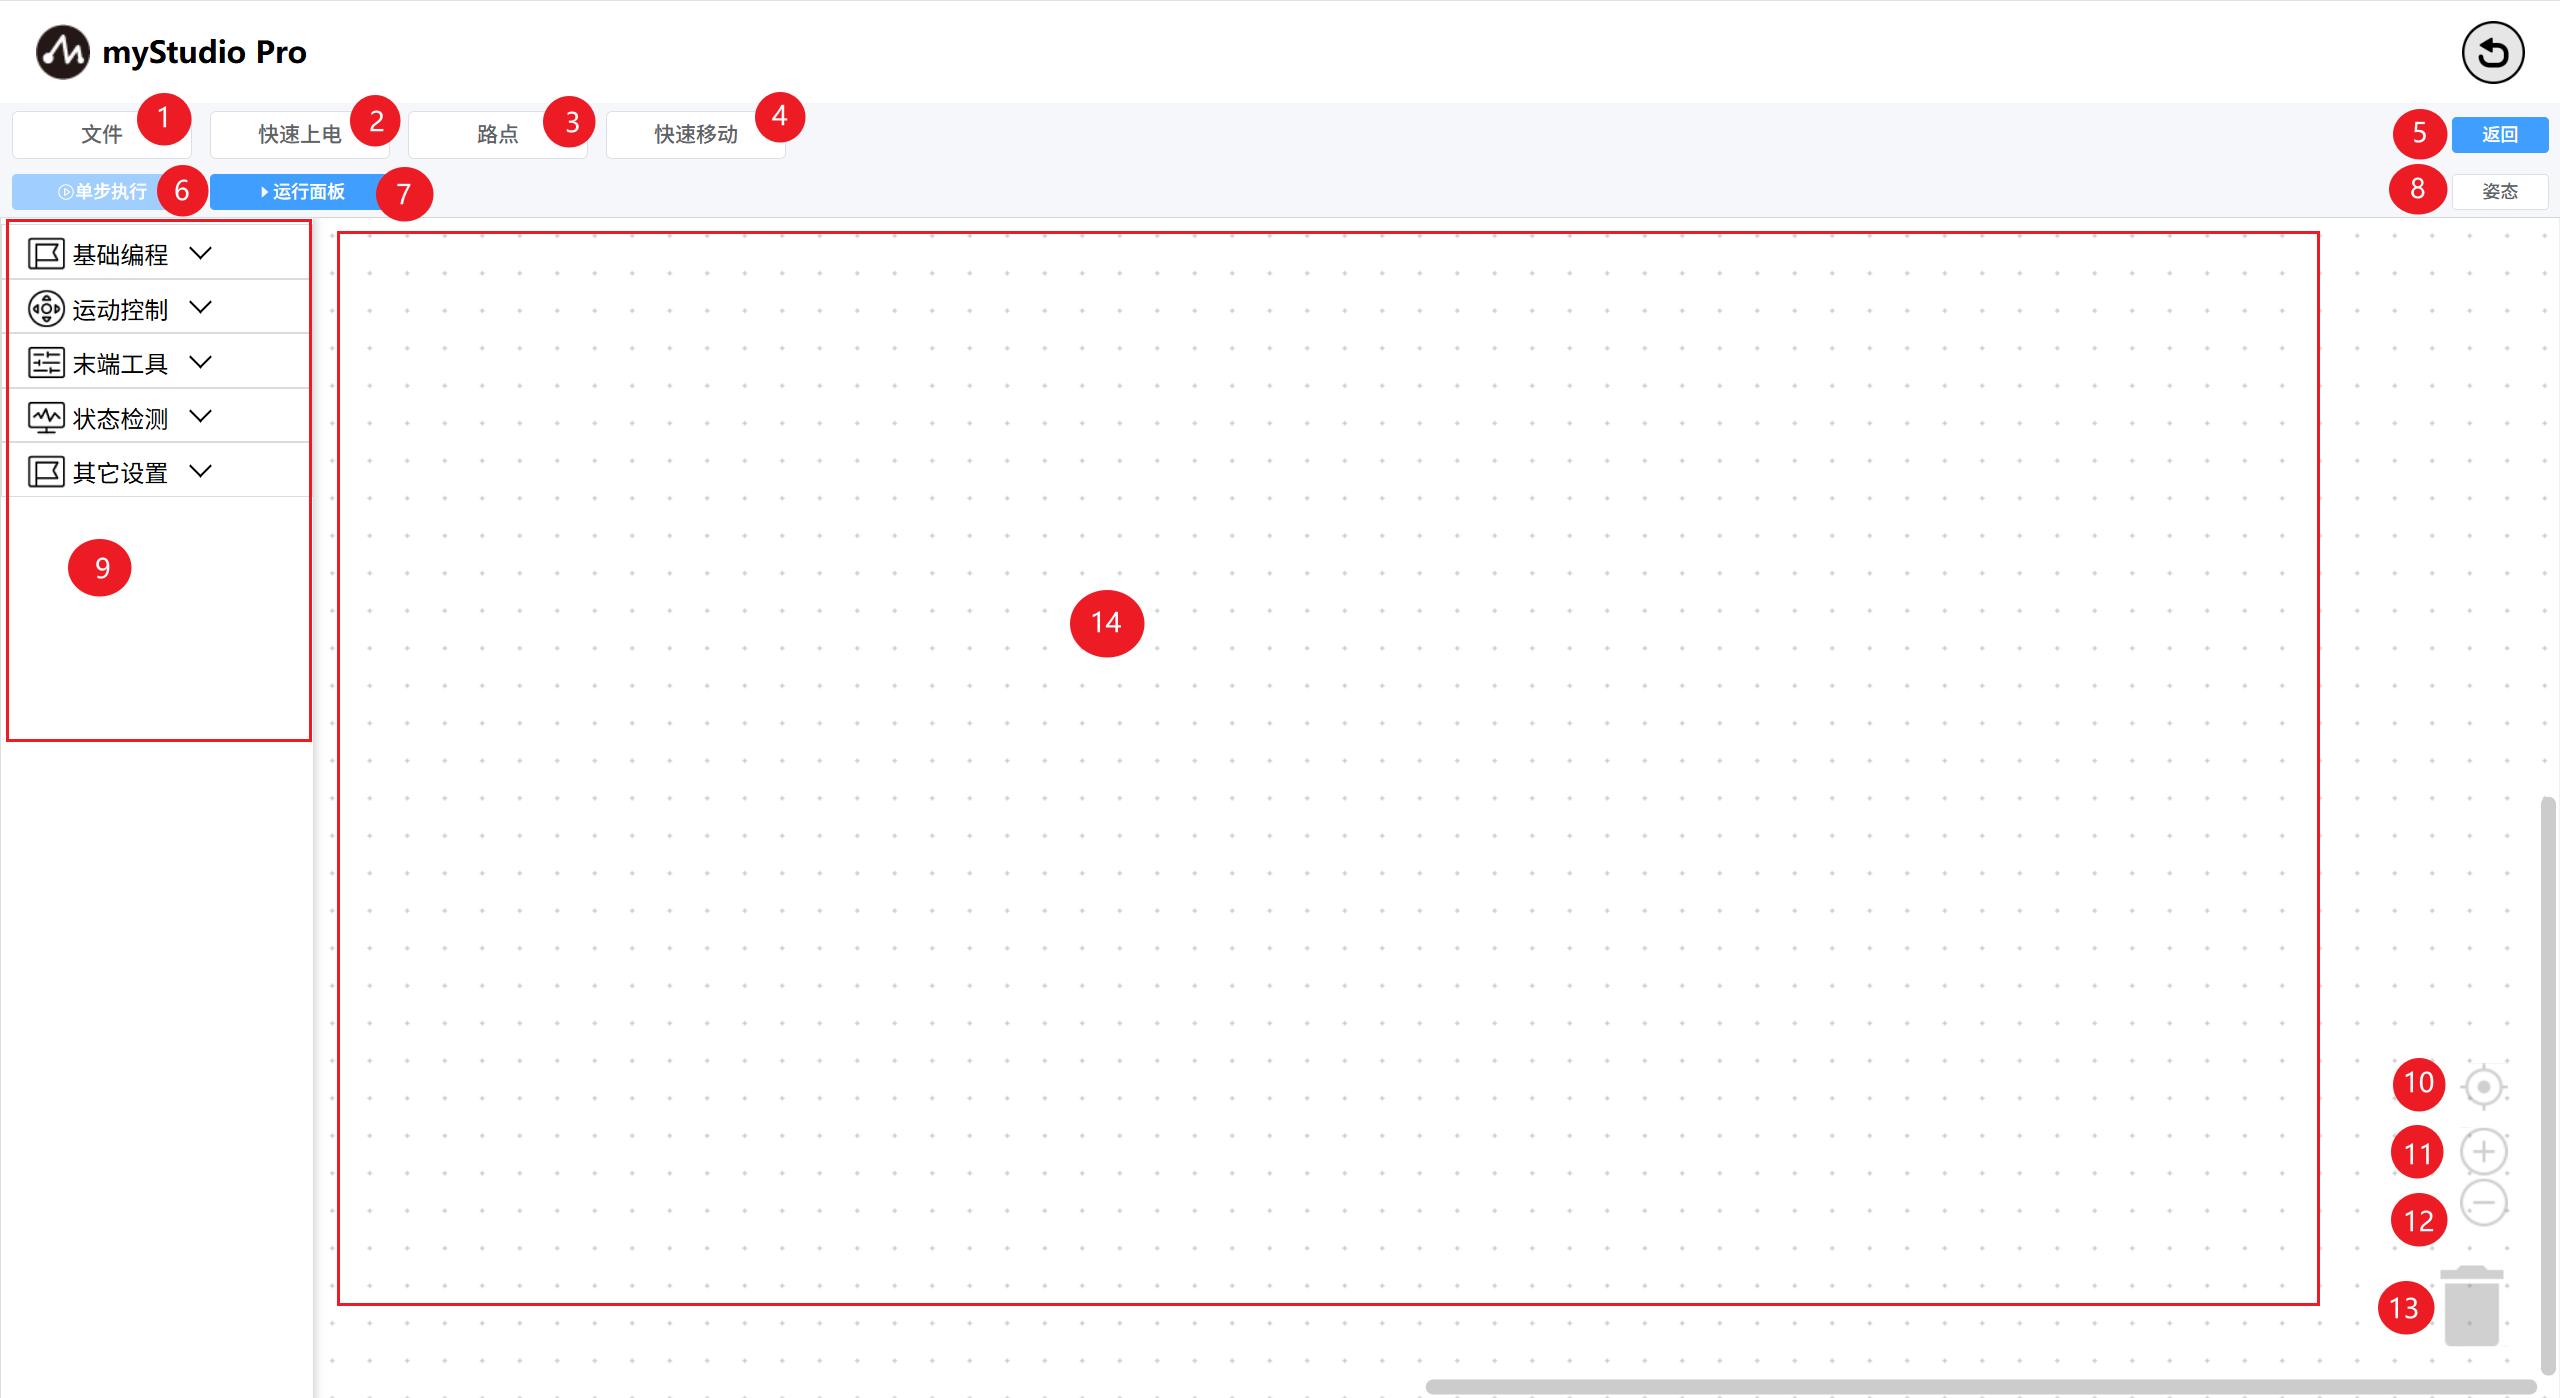 myStudio Pro
文件 1 快速上电 2 路点 3 快速移动 4 5 返回
单步执行 6 运行面板 7 8 姿态
基础编程
运动控制
末端工具
状态检测
其它设置
9
14
10
11
12
13